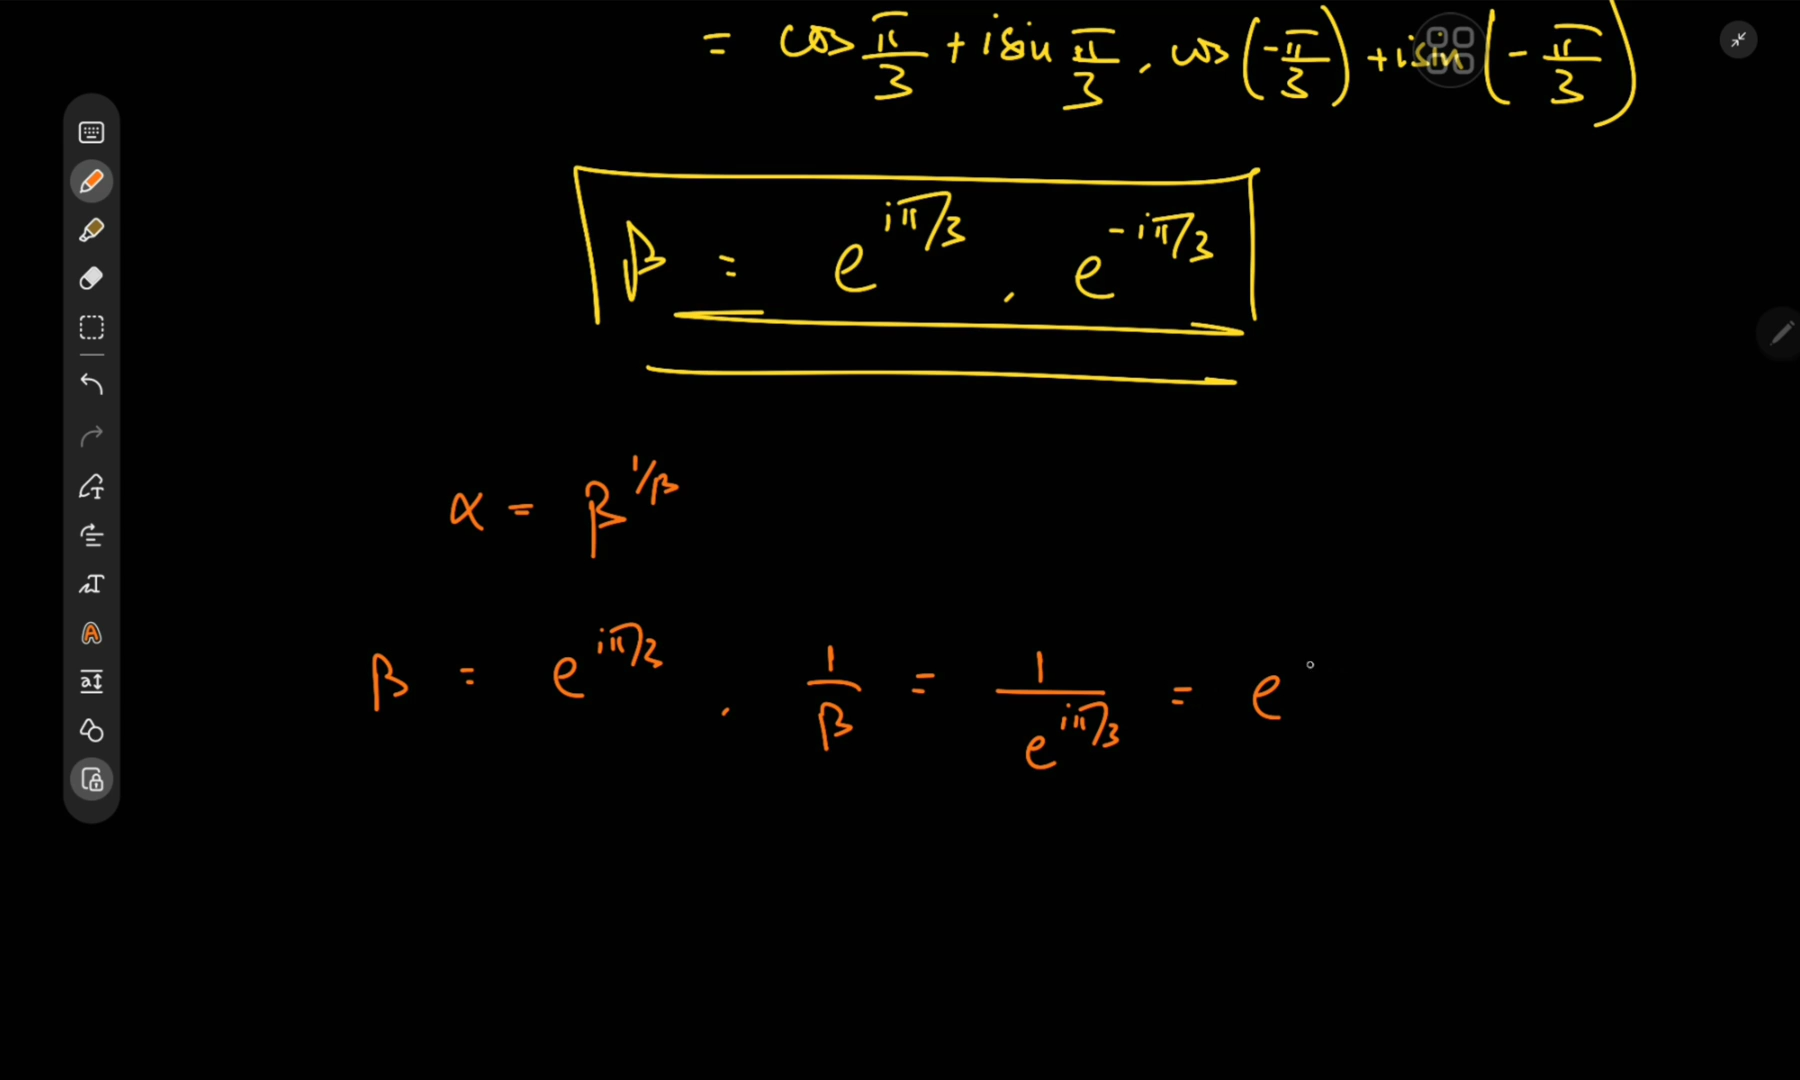 = cos π/3 + i sin π/3 , cos (-π/3) + i sin (-π/3)
β = e^{iπ/3} , e^{-iπ/3}
α = β^{1/β}
β = e^{iπ/3} , 1/β = 1/e^{iπ/3} = e